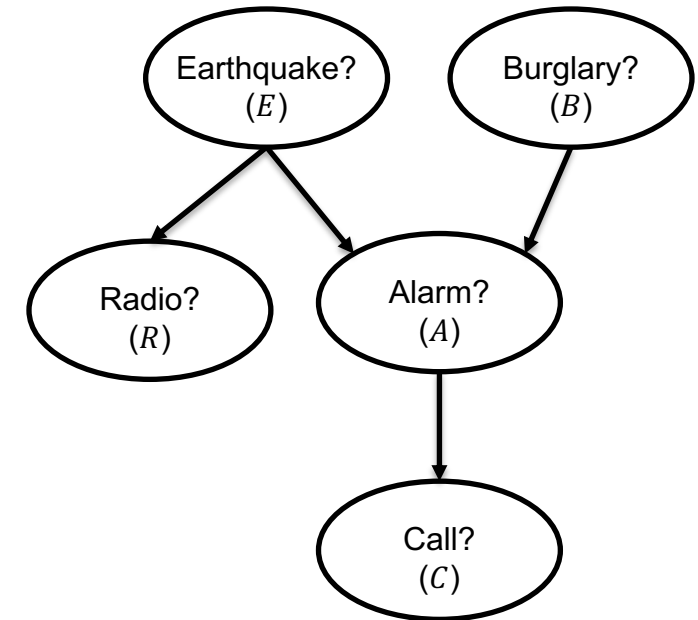 Earthquake?
(E)
Burglary?
(B)
Radio?
(R)
Alarm?
(A)
Call?
(C)